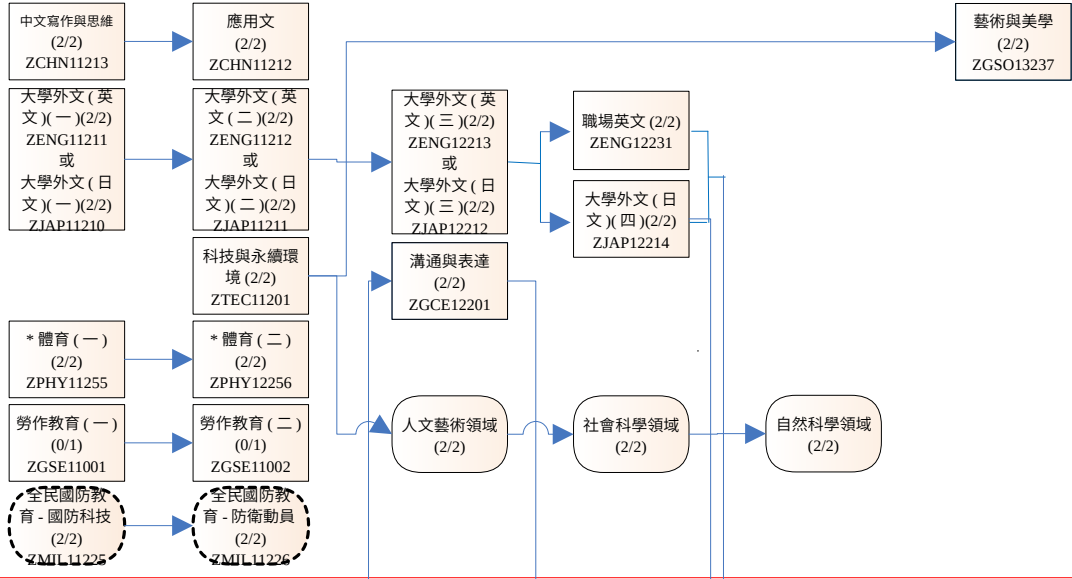 中文寫作與思維
(2/2)
ZCHN11213
應用文
(2/2)
ZCHN11212
藝術與美學
(2/2)
ZGSO13237
大學外文 ( 英
文 )( 一 )(2/2)
ZENG11211
或
大學外文 ( 日
文 )( 一 )(2/2)
ZJAP11210
大學外文 ( 英
文 ( 二 )(2/2)
ZENG11212
或
大學外文 ( 日
文 )( 二 )(2/2)
ZJAP11211
大學外文 ( 英
文 )( 三 )(2/2)
ZENG12213
或
大學外文 ( 日
文 )( 三 )(2/2)
ZJAP12212
職場英文 (2/2)
ZENG12231
大學外文 ( 日
文 )( 四 )(2/2)
ZJAP12214
科技與永續環
境 (2/2)
ZTEC11201
溝通與表達
(2/2)
ZGCE12201
* 體育 ( 一 )
(2/2)
ZPHY11255
* 體育 ( 二 )
(2/2)
ZPHY12256
勞作教育 ( 一 )
(0/1)
ZGSE11001
勞作教育 ( 二 )
(0/1)
ZGSE11002
人文藝術領域
(2/2)
社會科學領域
(2/2)
自然科學領域
(2/2)
全民國防教
育 - 國防科技
(2/2)
ZMIL11225
全民國防教
育 - 防衛動員
(2/2)
ZMIL11226